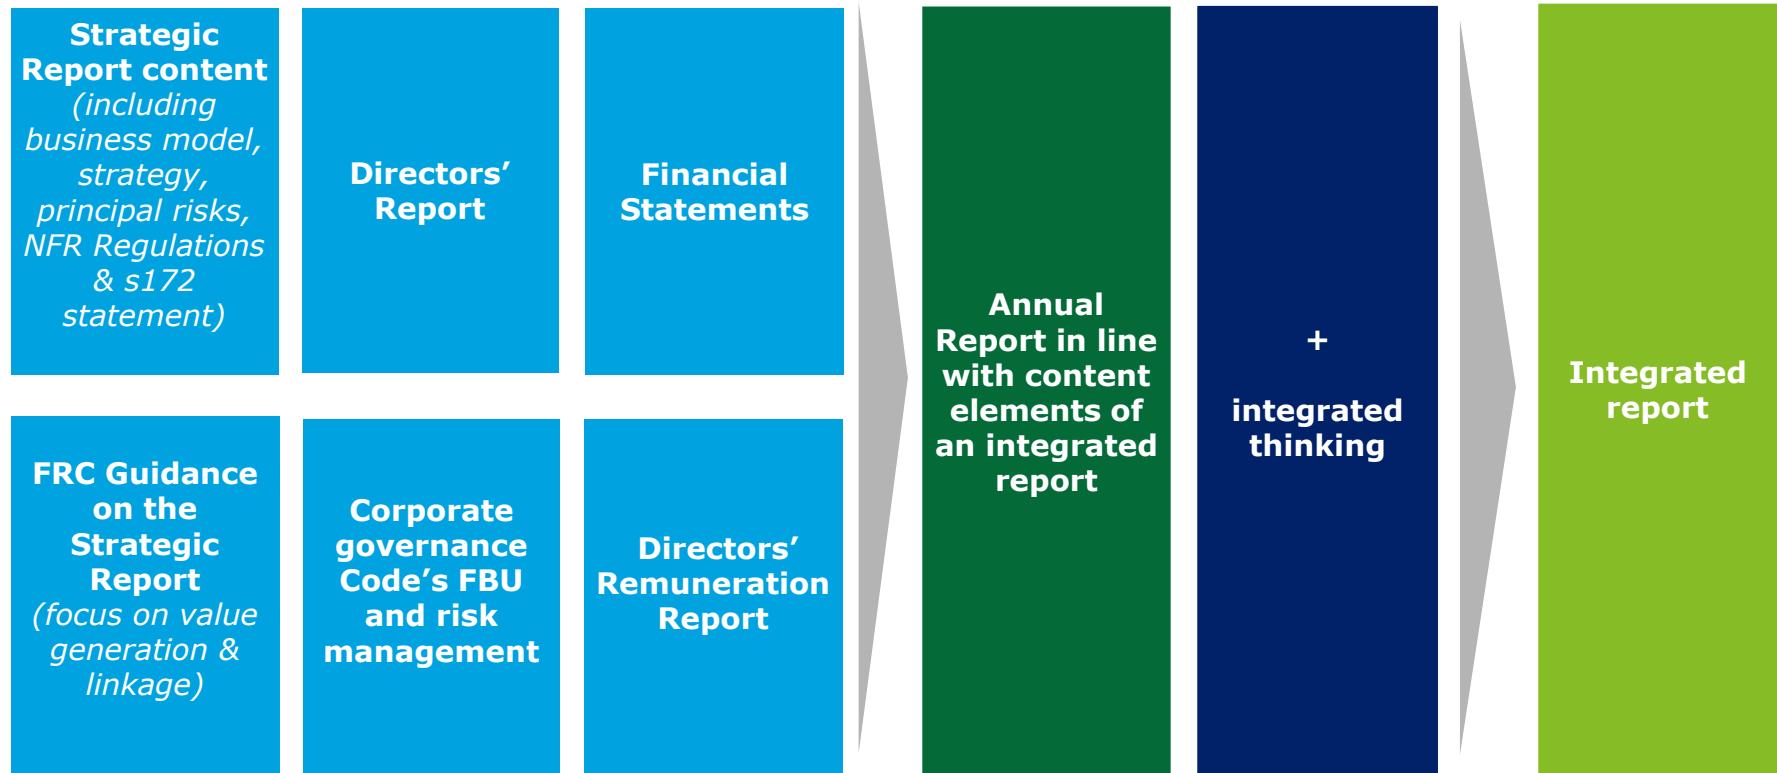 Strategic
Report content
(including
business model,
strategy,
principal risks,
NFR Regulations
& s172
statement)
Directors’
Report
Financial
Statements
FRC Guidance
on the
Strategic
Report
(focus on value
generation &
linkage)
Corporate
governance
Code’s FBU
and risk
management
Directors’
Remuneration
Report
Annual
Report in line
with content
elements of
an integrated
report
+
integrated
thinking
Integrated
report